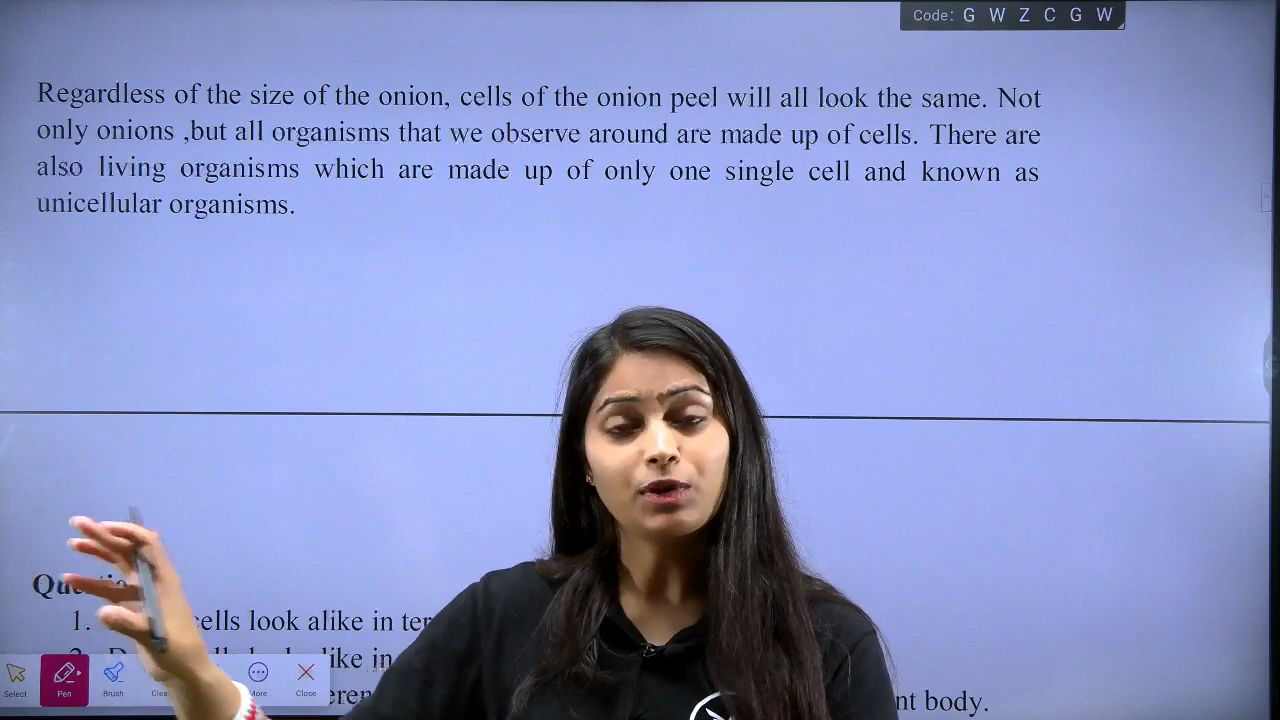 Code: G W Z C G W
Regardless of the size of the onion, cells of the onion peel will all look the same. Not
only onions ,but all organisms that we observe around are made up of cells. There are
also living organisms which are made up of only one single cell and known as
unicellular organisms.
1. cells look alike in
like in
nt body.
Select Pen Brush More Close